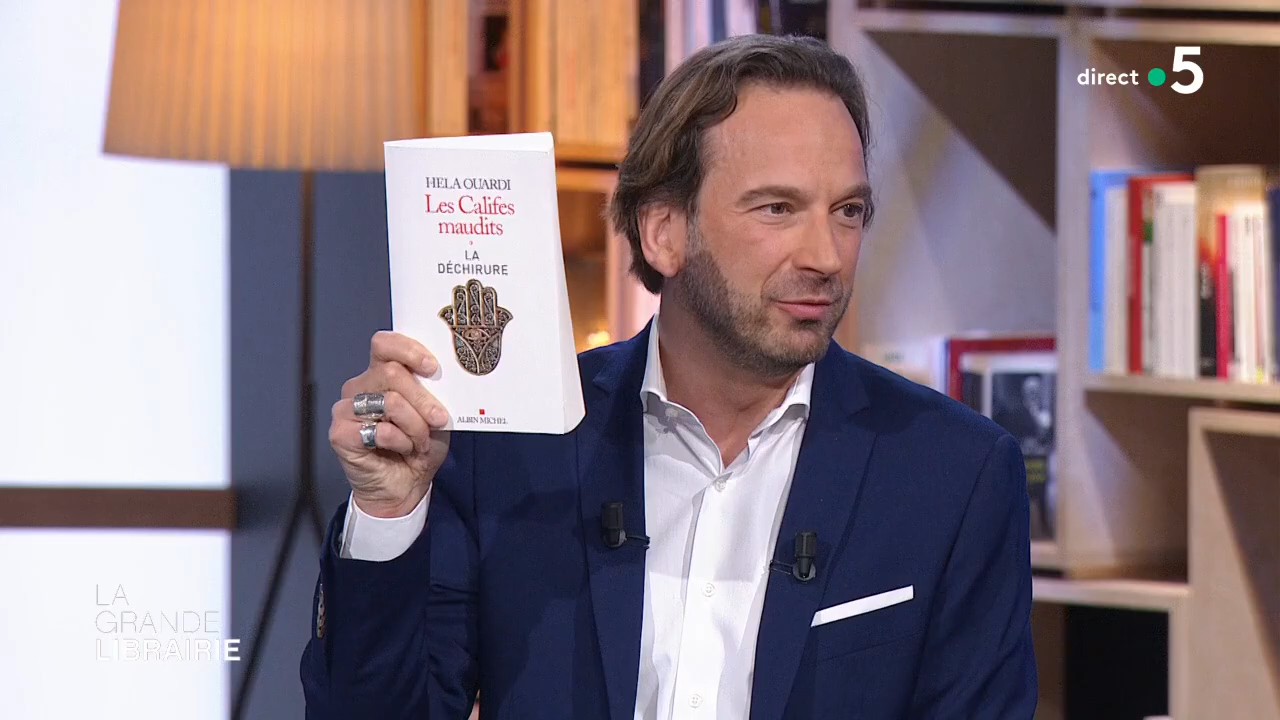 direct 5
HELA OUARDI
Les Califes
maudits
LA
DÉCHIRURE
ALBIN MICHEL
LA
GRANDE
LIBRAIRIE